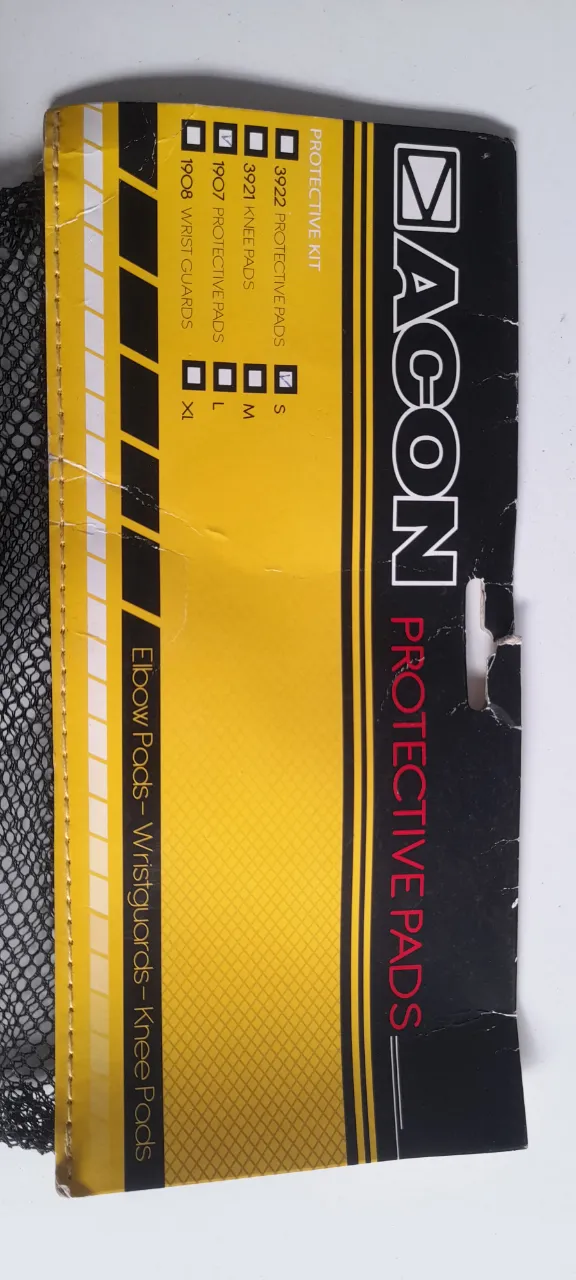 ACON PROTECTIVE PADS
PROTECTIVE KIT
3922 PROTECTIVE PADS
3921 KNEE PADS
1907 PROTECTIVE PADS
1908 WRIST GUARDS
S
M
L
XL
Elbow Pads– Wristguards– Knee Pads